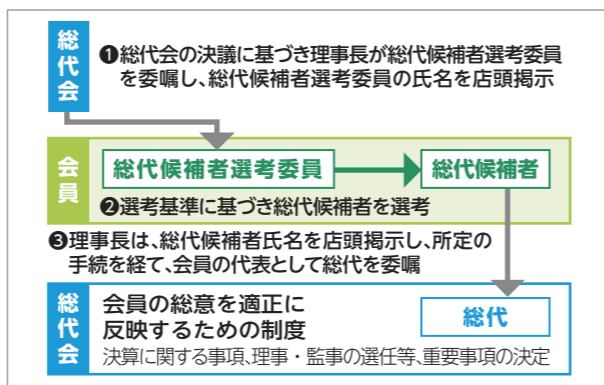 総代会
❶総代会の決議に基づき理事長が総代候補者選考委員
を委嘱し、総代候補者選考委員の氏名を店頭掲示
会員
総代候補者選考委員
総代候補者
❷選考基準に基づき総代候補者を選考
❸理事長は、総代候補者氏名を店頭掲示し、所定の
手続を経て、会員の代表として総代を委嘱
総代会
会員の総意を適正に
反映するための制度
総代
決算に関する事項、理事・監事の選任等、重要事項の決定